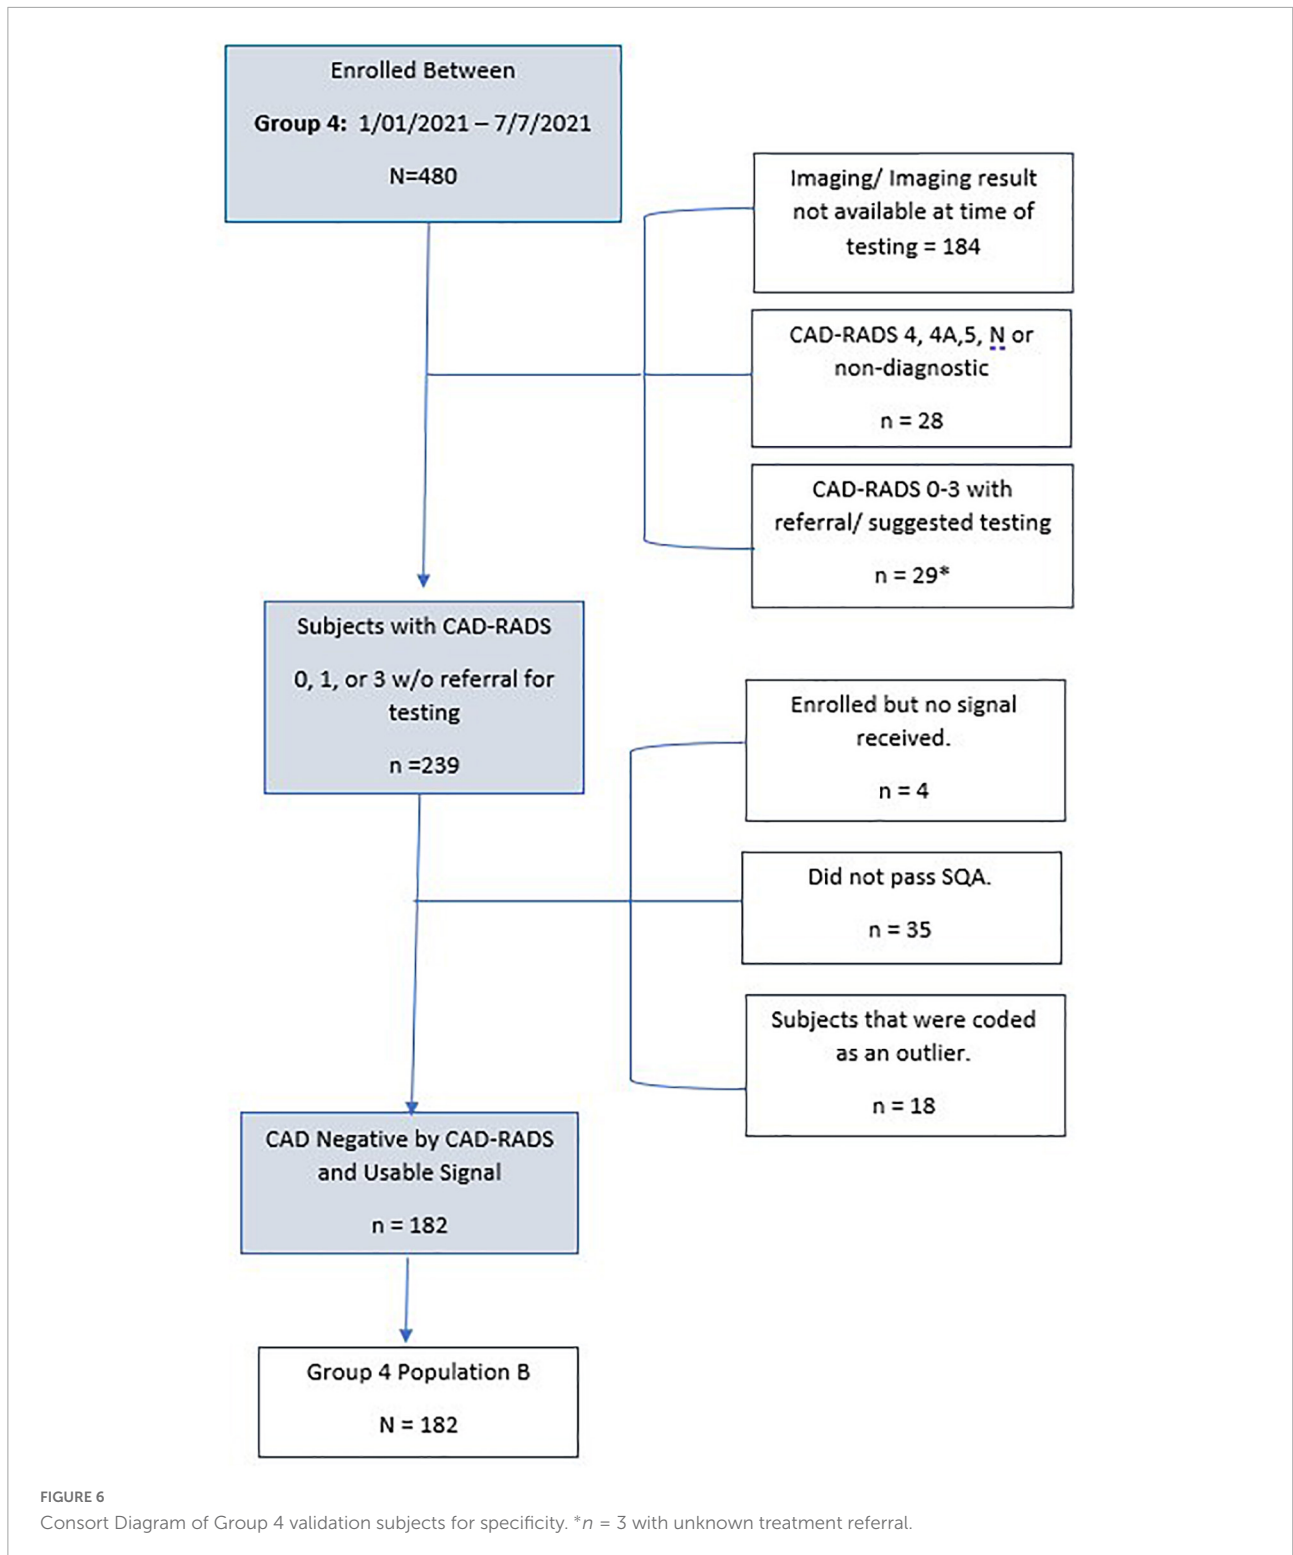 Enrolled Between
Group 4: 1/01/2021 – 7/7/2021
N=480
Imaging/ Imaging result
not available at time of
testing = 184
CAD-RADS 4, 4A,5, N or
non-diagnostic
n = 28
CAD-RADS 0-3 with
referral/ suggested testing
n = 29*
Subjects with CAD-RADS
0, 1, or 3 w/o referral for
testing
n =239
Enrolled but no signal
received.
n = 4
Did not pass SQA.
n = 35
Subjects that were coded
as an outlier.
n = 18
CAD Negative by CAD-RADS
and Usable Signal
n = 182
Group 4 Population B
N = 182
FIGURE 6
Consort Diagram of Group 4 validation subjects for specificity. *n = 3 with unknown treatment referral.